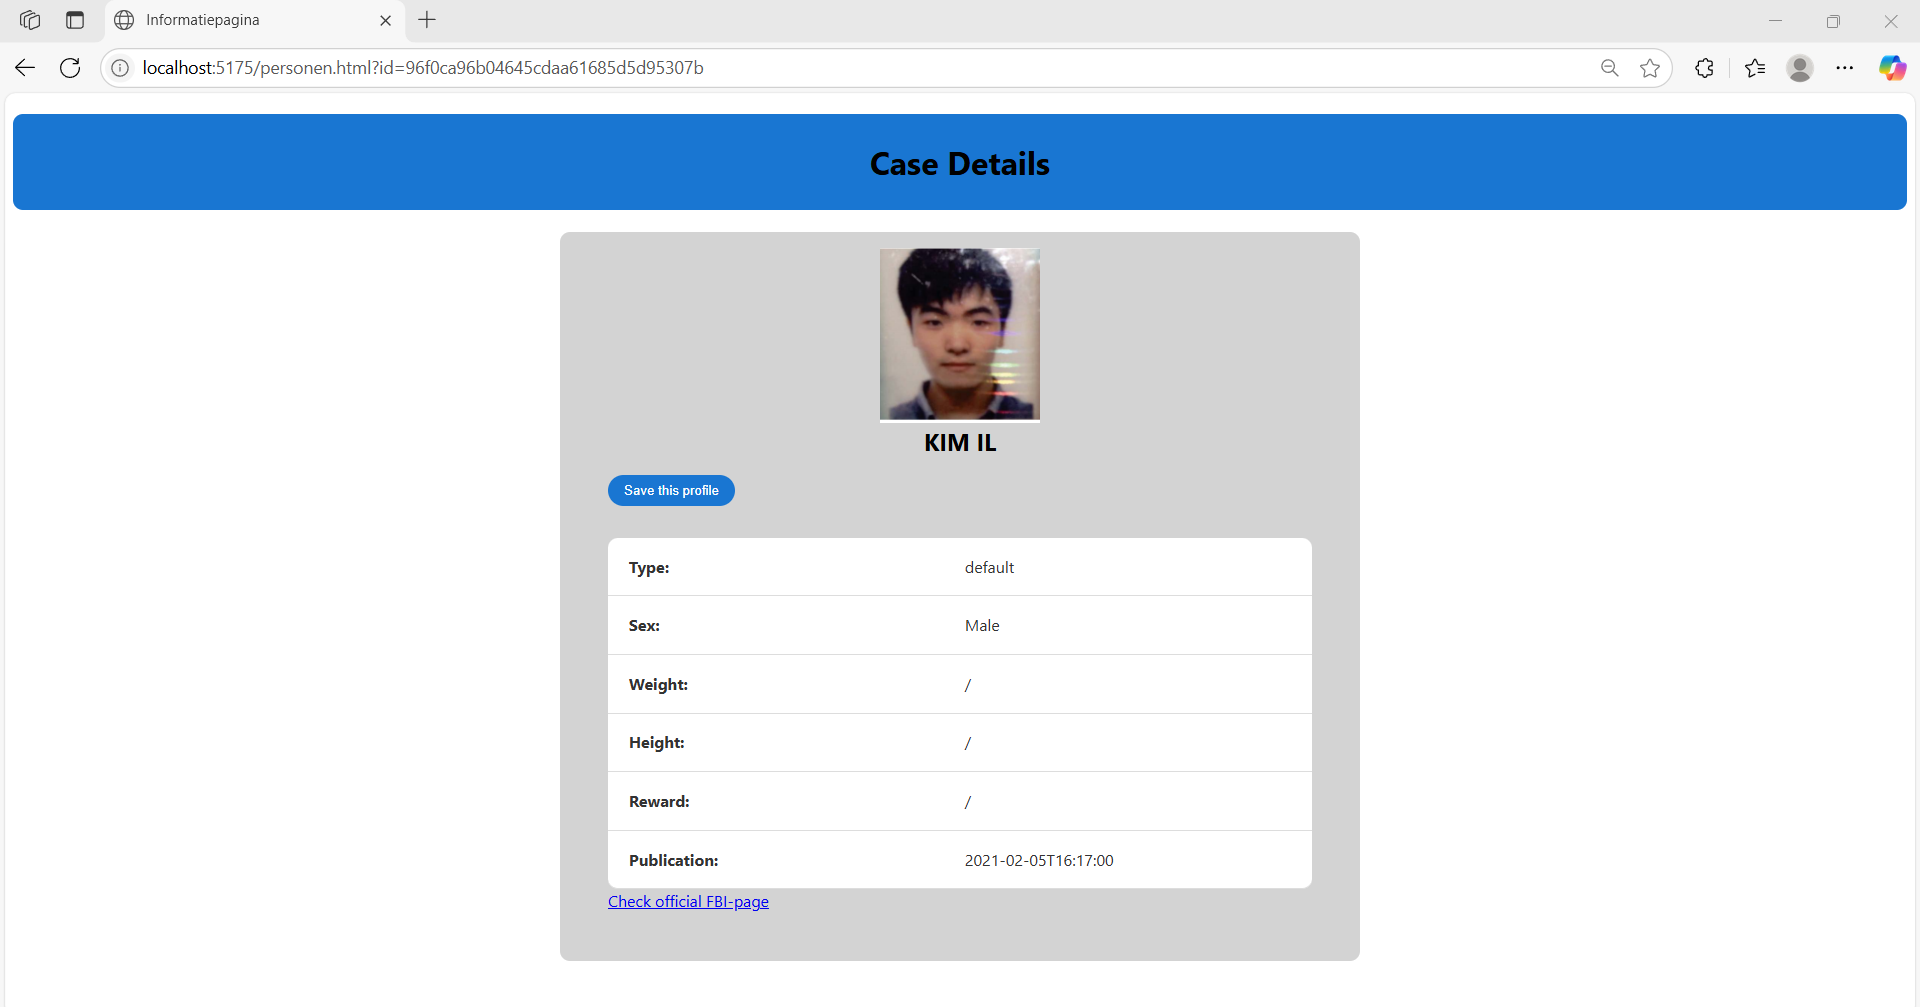 Informatiepagina
localhost:5175/personen.html?id=96f0ca96b04645cdaa61685d5d95307b
Case Details
KIM IL
Save this profile
Type: default
Sex: Male
Weight: /
Height: /
Reward: /
Publication: 2021-02-05T16:17:00
Check official FBI-page